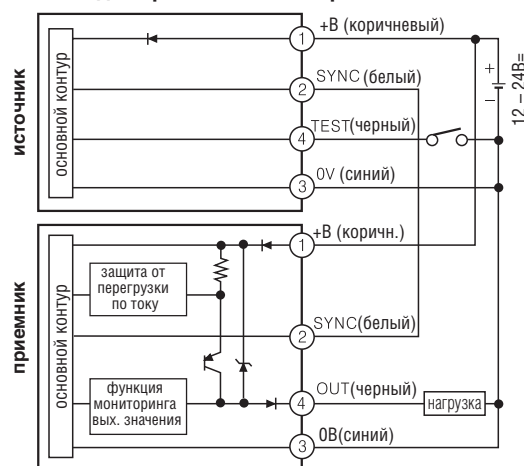 источник
основной контур
1
+В (коричневый)
2
SYNC (белый)
4
TEST(черный)
3
0V (синий)
+
−
12 – 24В=
приемник
основной контур
1
+В (коричн.)
защита от
перегрузки
по току
2
SYNC(белый)
функция
мониторинга
вых. значения
4
OUT(черный)
нагрузка
3
0В(синий)